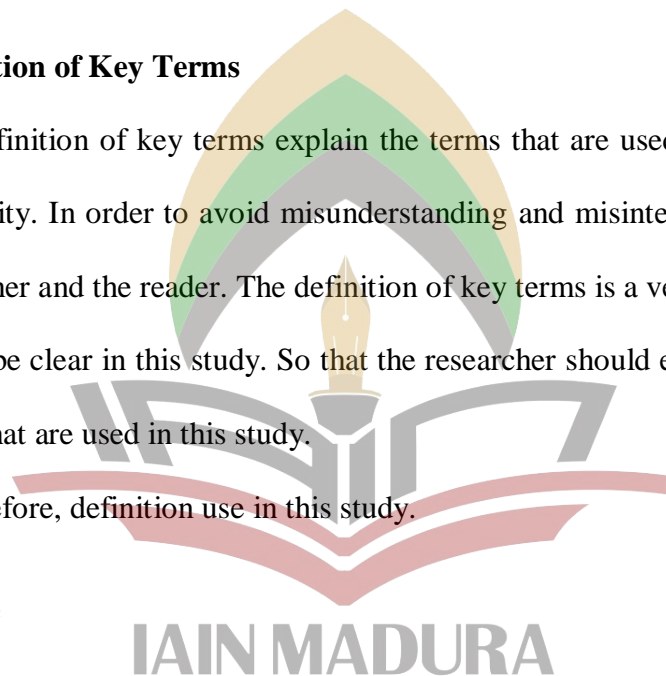 tion of Key Terms
finition of key terms explain the terms that are used
ity. In order to avoid misunderstanding and misinte
her and the reader. The definition of key terms is a ve
be clear in this study. So that the researcher should e
hat are used in this study.
efore, definition use in this study.
IAIN MADURA